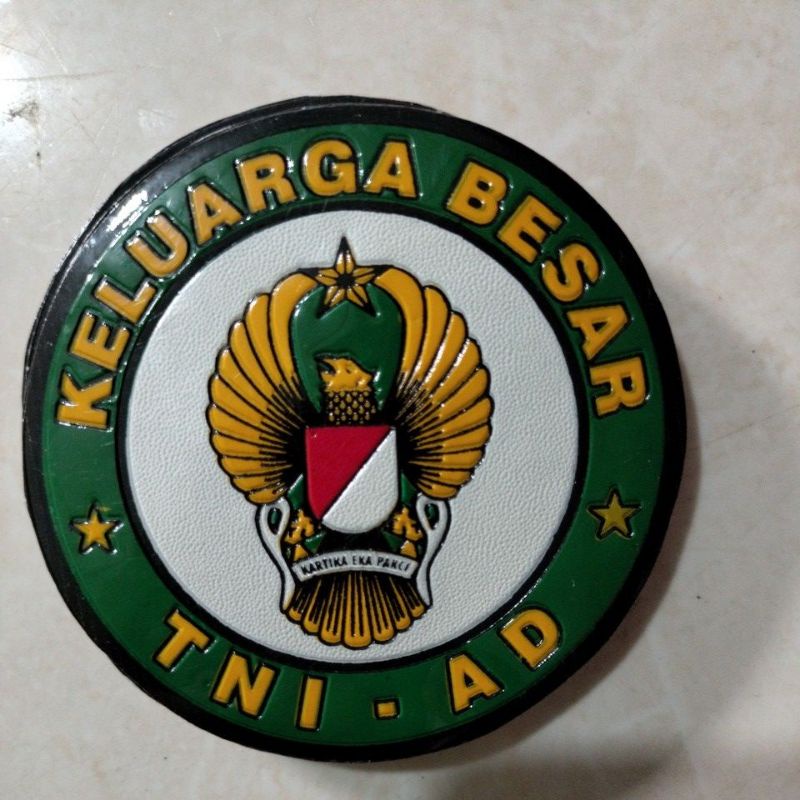 KELUARGA BESAR
KARTIKA EKA PAKCI
TNI - AD